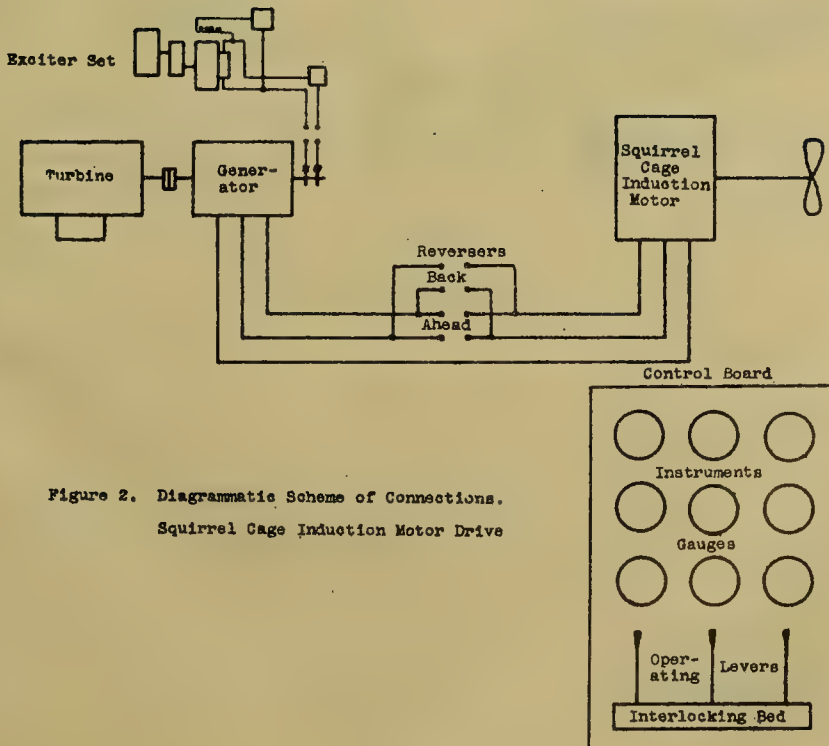 Exciter Set
Turbine
Gener-
ator
Squirrel
Cage
Induction
Motor
Reversers
Back
Ahead
Control Board
Instruments
Gauges
Oper-
ating
Levers
Interlocking Bed
Figure 2. Diagrammatic Scheme of Connections.
Squirrel Cage Induction Motor Drive